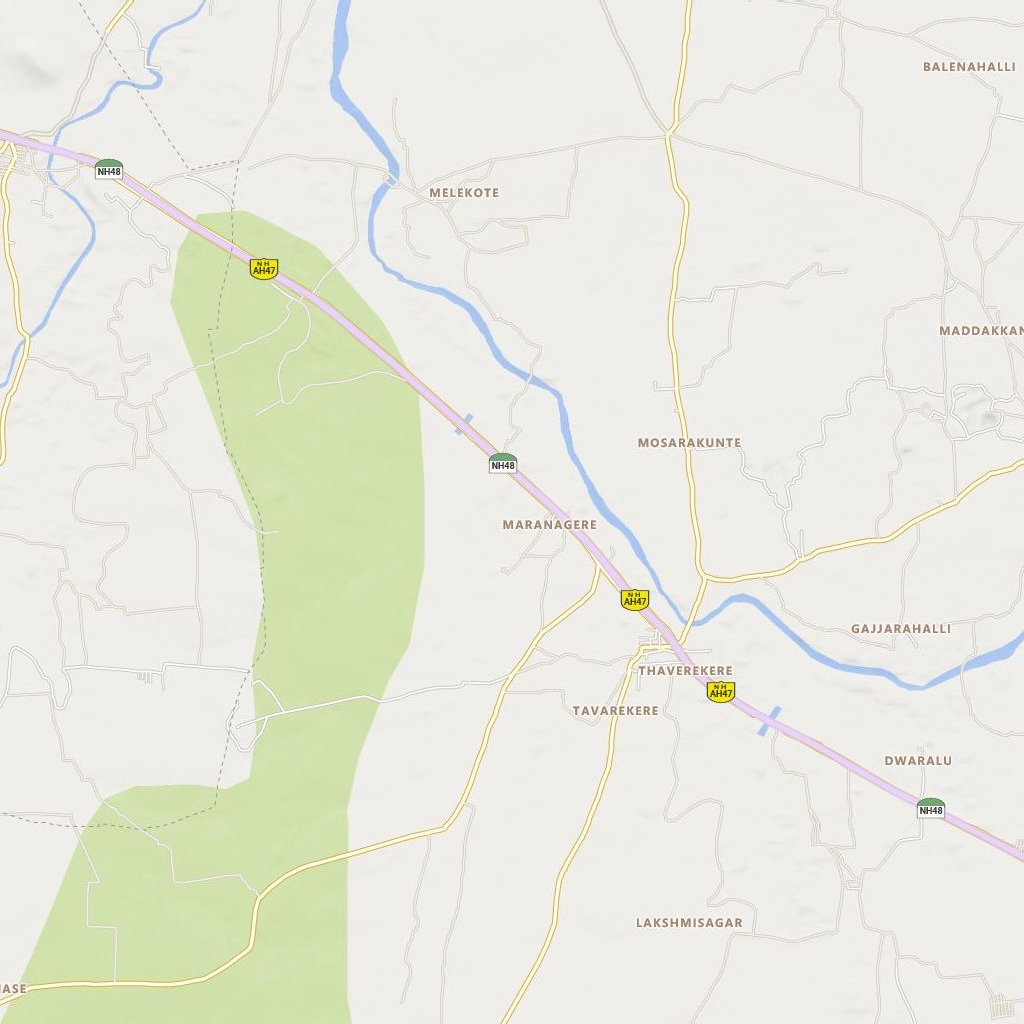 BALENAHALLI
NH48
MELEKOTE
NH
AH47
MADDAKKAN
MOSARAKUNTE
NH48
MARANAGERE
NH
AH47
GAJJARAHALLI
THAVEREKERE
NH
AH47
TAVAREKERE
DWARALU
NH48
LAKSHMISAGAR
IASE